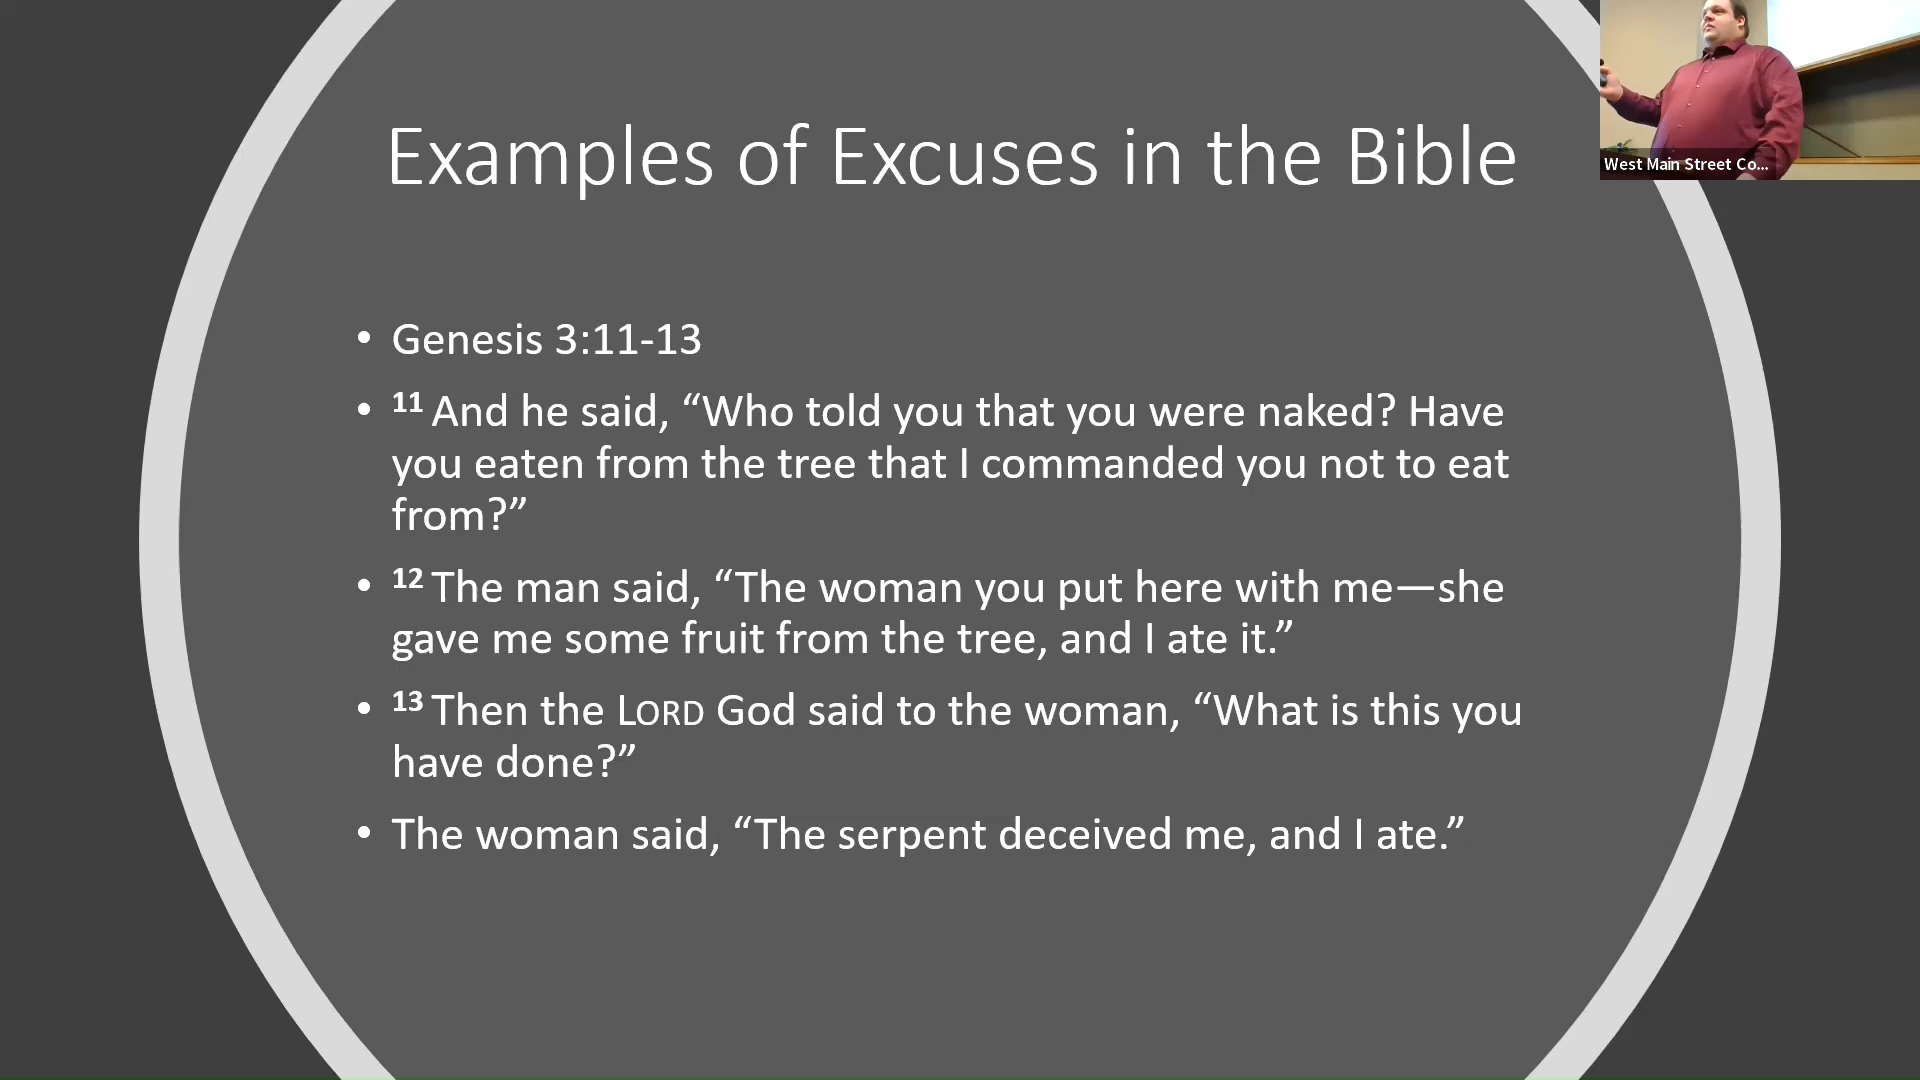 Examples of Excuses in the Bible
West Main Street Co...
• Genesis 3:11-13
• 11 And he said, “Who told you that you were naked? Have
you eaten from the tree that I commanded you not to eat
from?”
• 12 The man said, “The woman you put here with me—she
gave me some fruit from the tree, and I ate it.”
• 13 Then the LORD God said to the woman, “What is this you
have done?”
• The woman said, “The serpent deceived me, and I ate.”